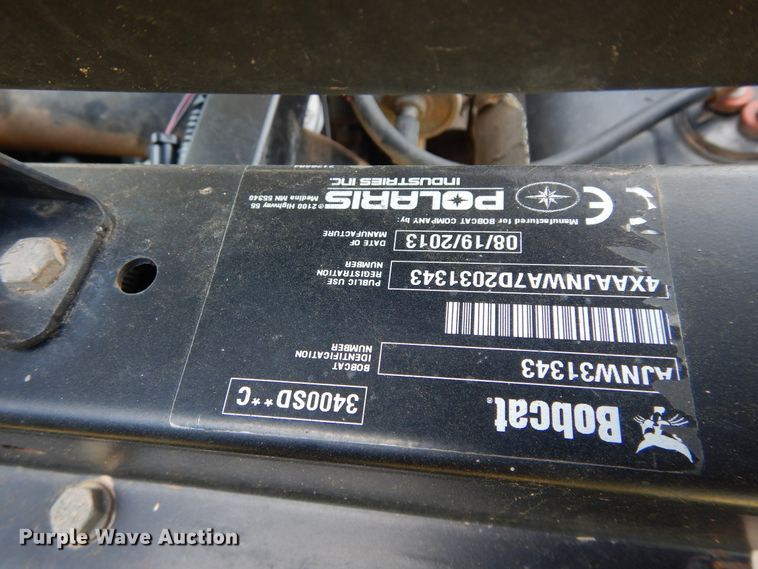 Bobcat®
3400SD**C
BOBCAT IDENTIFICATION NUMBER
AJNW31343
PUBLIC USE REGISTRATION NUMBER
4XAAJNWA7D2031343
DATE OF MANUFACTURE
08/19/2013
CE
Manufactured for BOBCAT COMPANY by:
POLARIS
INDUSTRIES INC.
® 2100 Highway 55
Medina MN 55340
Purple Wave Auction